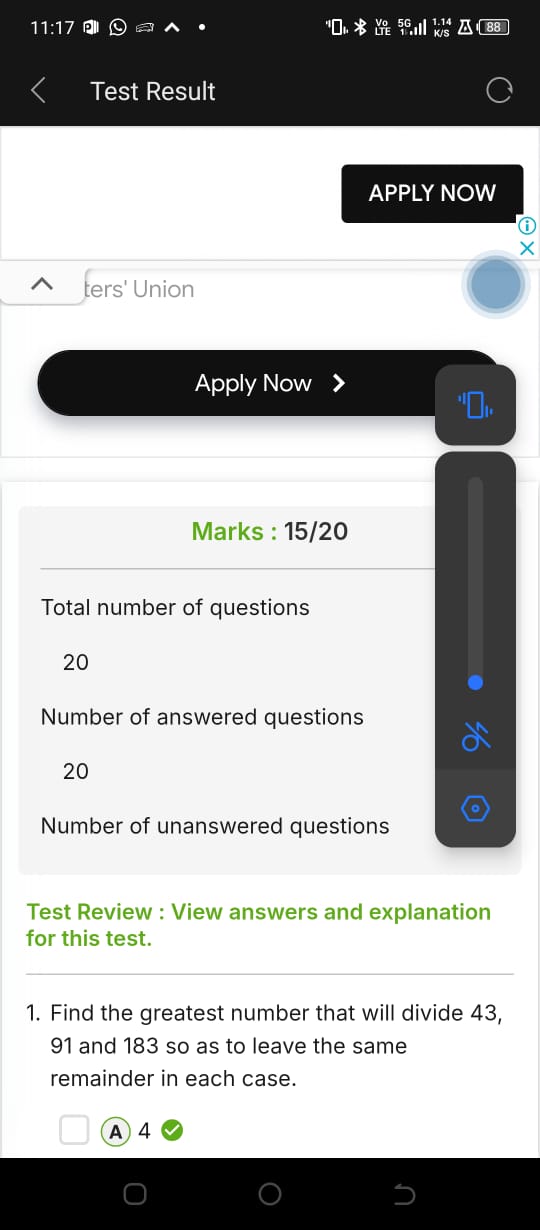 11:17 Vo LTE 5G 1.14 K/S 88
Test Result
APPLY NOW
ters' Union
Apply Now
Marks : 15/20
Total number of questions
20
Number of answered questions
20
Number of unanswered questions
Test Review : View answers and explanation
for this test.
1. Find the greatest number that will divide 43,
91 and 183 so as to leave the same
remainder in each case.
A 4